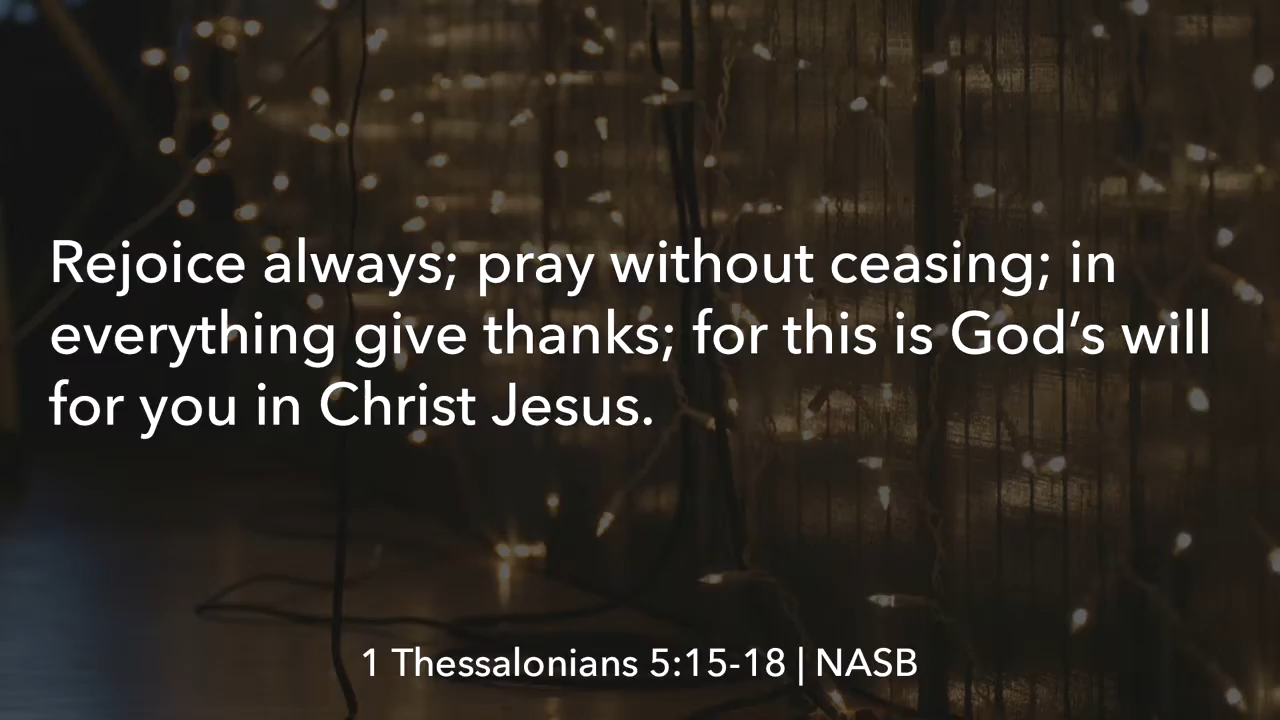 Rejoice always; pray without ceasing; in
everything give thanks; for this is God’s will
for you in Christ Jesus.
1 Thessalonians 5:15-18 | NASB